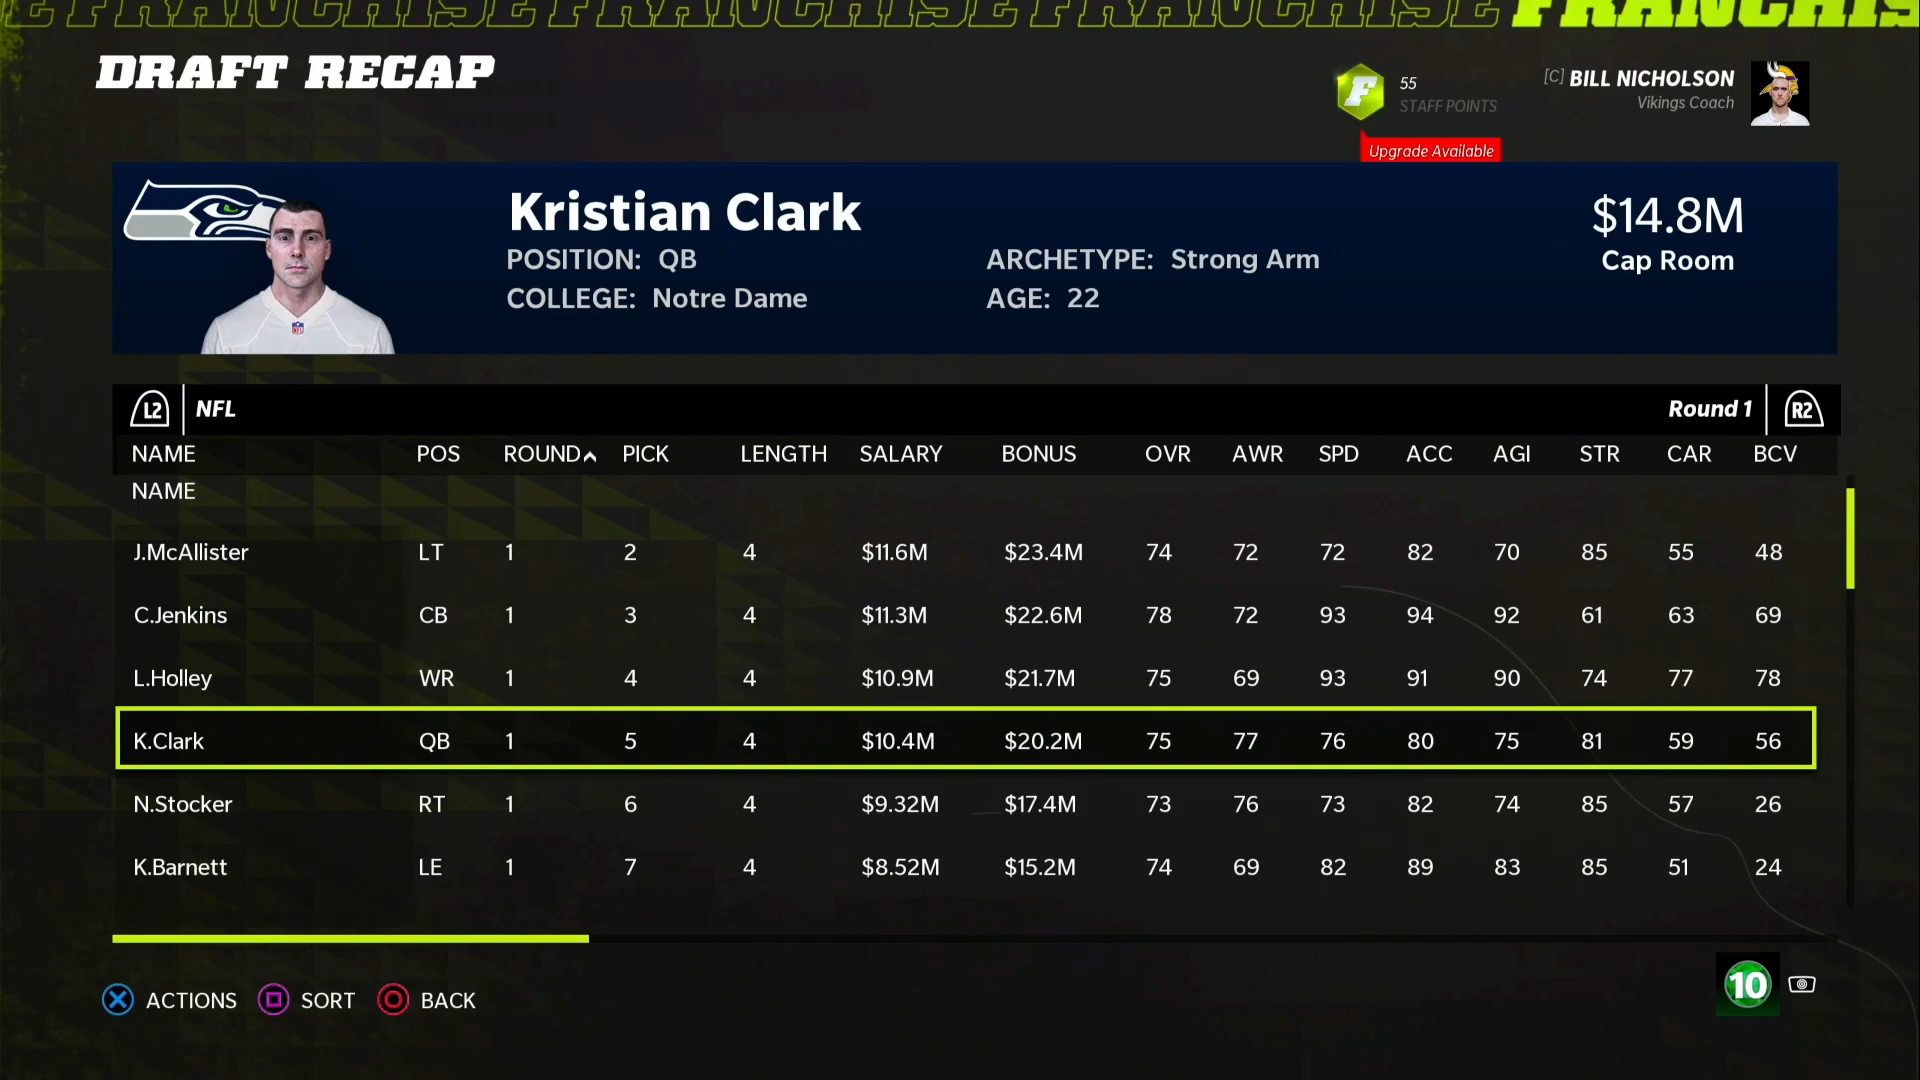 FRANCHISE FRANCHISE FRANCHISE FRANCHIS
DRAFT RECAP
F
55
STAFF POINTS
Upgrade Available
[C] BILL NICHOLSON
Vikings Coach
Kristian Clark
POSITION: QB
ARCHETYPE: Strong Arm
COLLEGE: Notre Dame
AGE: 22
$14.8M
Cap Room
L2 NFL Round 1 R2
NAME POS ROUND PICK LENGTH SALARY BONUS OVR AWR SPD ACC AGI STR CAR BCV
NAME
J.McAllister LT 1 2 4 $11.6M $23.4M 74 72 72 82 70 85 55 48
C.Jenkins CB 1 3 4 $11.3M $22.6M 78 72 93 94 92 61 63 69
L.Holley WR 1 4 4 $10.9M $21.7M 75 69 93 91 90 74 77 78
K.Clark QB 1 5 4 $10.4M $20.2M 75 77 76 80 75 81 59 56
N.Stocker RT 1 6 4 $9.32M $17.4M 73 76 73 82 74 85 57 26
K.Barnett LE 1 7 4 $8.52M $15.2M 74 69 82 89 83 85 51 24
ACTIONS SORT BACK
10